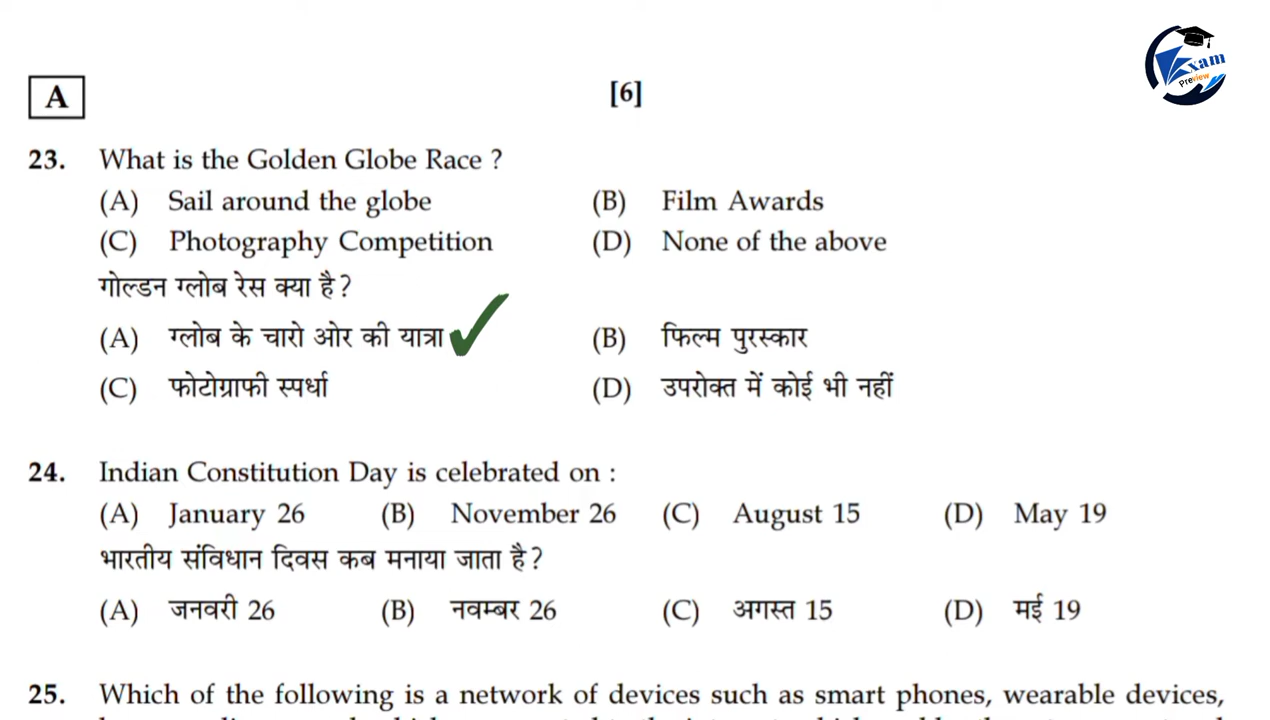 Exam
Preview
A
[6]
23. What is the Golden Globe Race ?
(A) Sail around the globe (B) Film Awards
(C) Photography Competition (D) None of the above
गोल्डन ग्लोब रेस क्या है ?
(A) ग्लोब के चारो ओर की यात्रा (B) फिल्म पुरस्कार
(C) फोटोग्राफी स्पर्धा (D) उपरोक्त में कोई भी नहीं
24. Indian Constitution Day is celebrated on :
(A) January 26 (B) November 26 (C) August 15 (D) May 19
भारतीय संविधान दिवस कब मनाया जाता है ?
(A) जनवरी 26 (B) नवम्बर 26 (C) अगस्त 15 (D) मई 19
25. Which of the following is a network of devices such as smart phones, wearable devices,